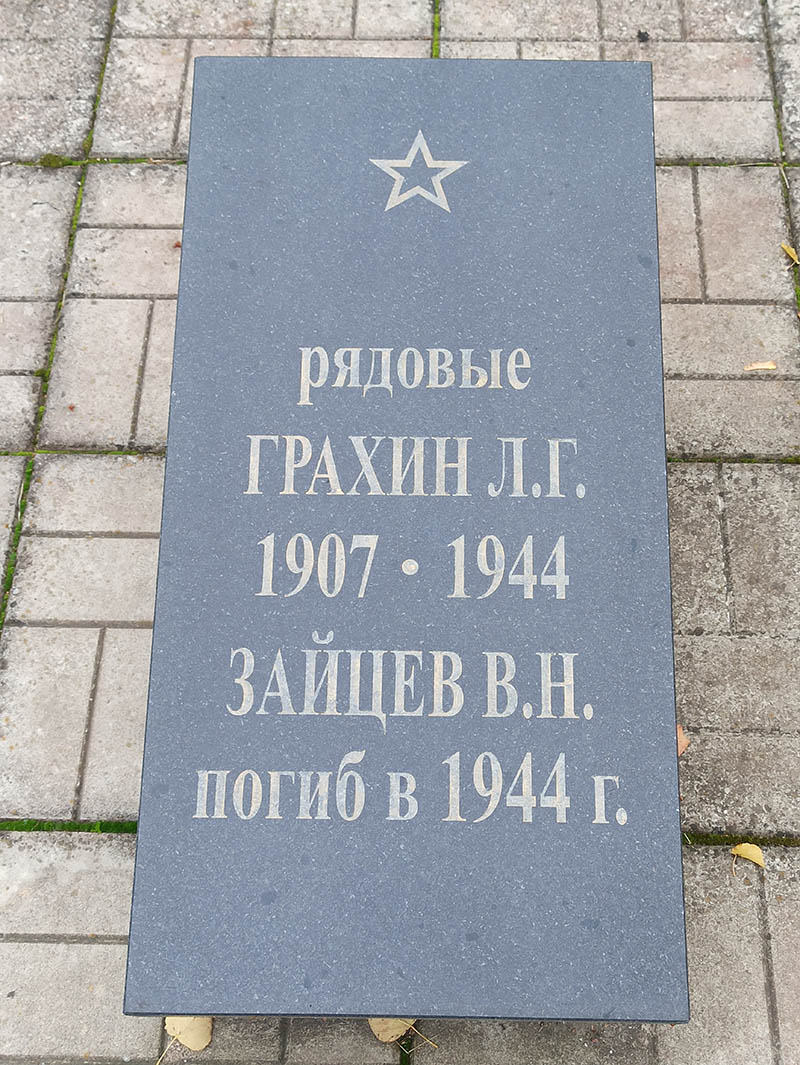 рядовые
ГРАХИН Л.Г.
1907 • 1944
ЗАЙЦЕВ В.Н.
погиб в 1944 г.